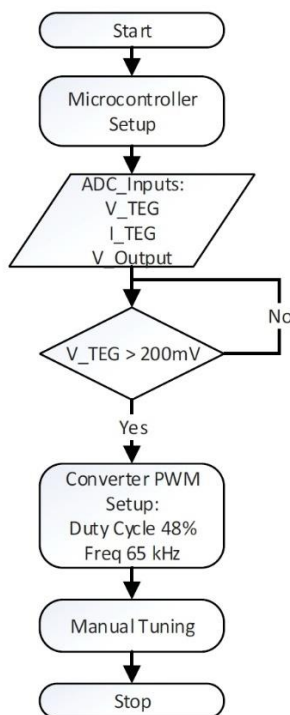 Start
Microcontroller
Setup
ADC_Inputs:
V_TEG
I_TEG
V_Output
No
V_TEG > 200mV
Yes
Converter PWM
Setup:
Duty Cycle 48%
Freq 65 kHz
Manual Tuning
Stop